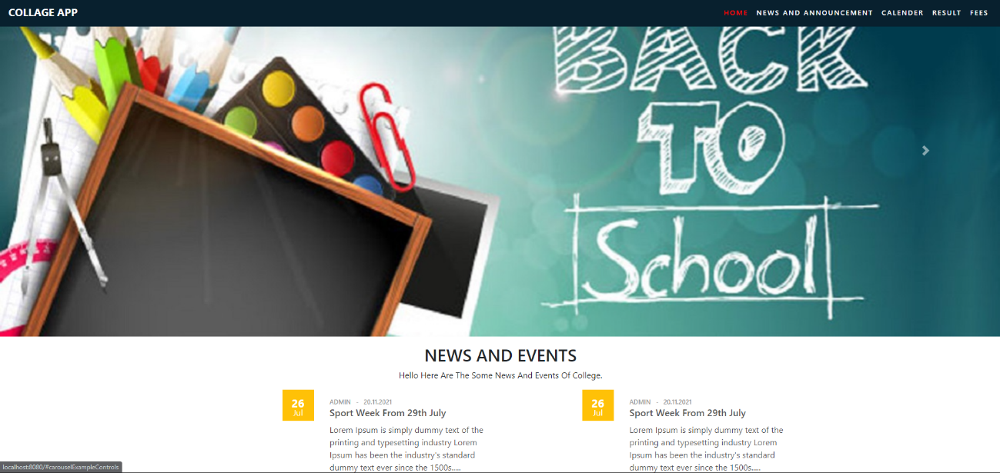 COLLAGE APP
HOME NEWS AND ANNOUNCEMENT CALENDER RESULT FEES
BACK
TO
School
NEWS AND EVENTS
Hello Here Are The Some News And Events Of College.
26
Jul
ADMIN - 20.11.2021
Sport Week From 29th July
Lorem Ipsum is simply dummy text of the
printing and typesetting industry Lorem
Ipsum has been the industry's standard
dummy text ever since the 1500s.....
26
Jul
ADMIN - 20.11.2021
Sport Week From 29th July
Lorem Ipsum is simply dummy text of the
printing and typesetting industry Lorem
Ipsum has been the industry's standard
dummy text ever since the 1500s.....
localhost:8080/#carouselExampleControls